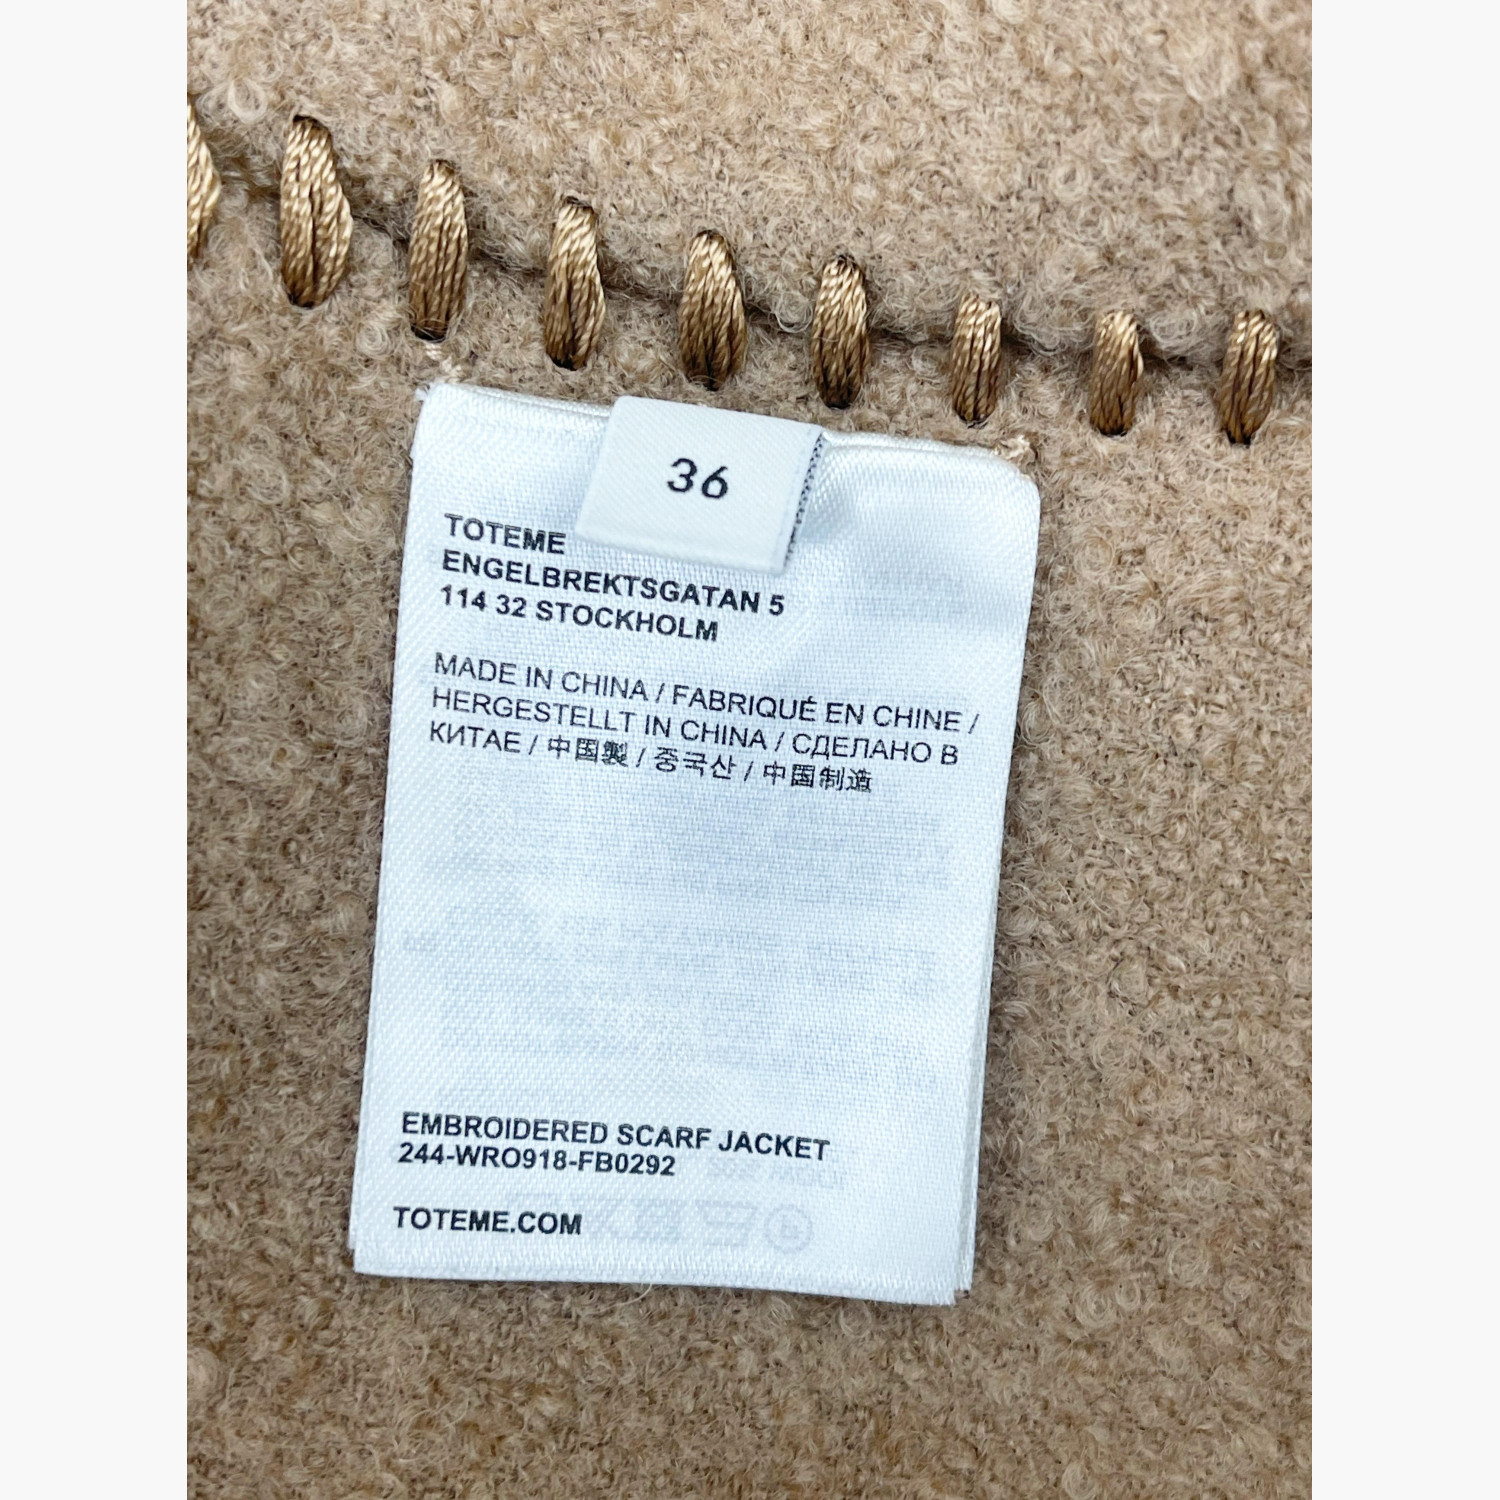 36
TOTEME
ENGELBREKTSGATAN 5
114 32 STOCKHOLM
MADE IN CHINA / FABRIQUÉ EN CHINE /
HERGESTELLT IN CHINA / СДЕЛАНО В
КИТАЕ / 中国製 / 중국산 / 中国制造
EMBROIDERED SCARF JACKET
244-WRO918-FB0292
TOTEME.COM